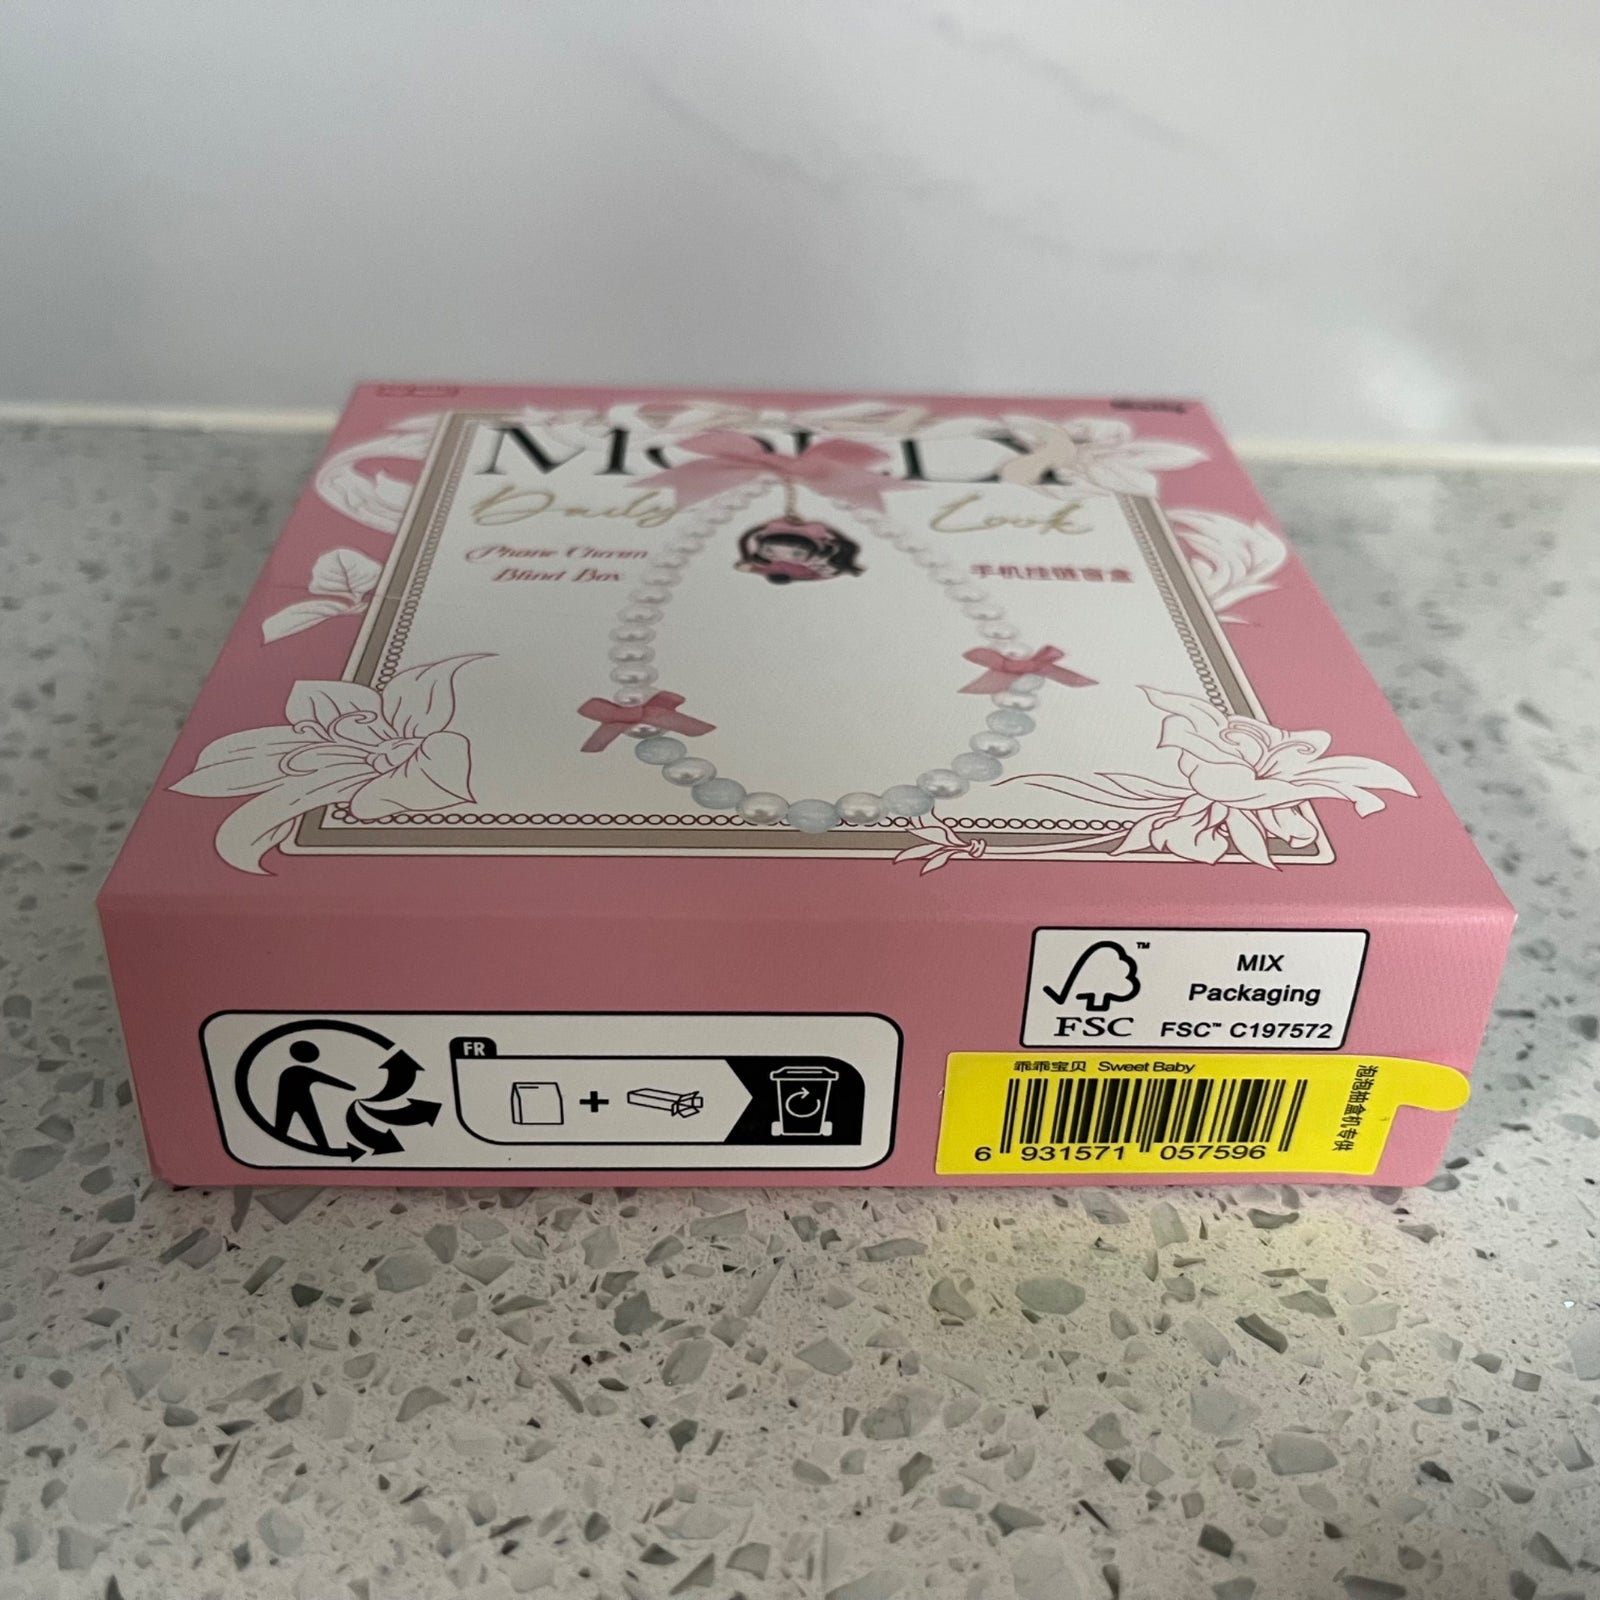 MOLLY
Daily Look
Phone Charm
Blind Box
手机挂链盲盒
FSC™
MIX
Packaging
FSC™ C197572
FR
乖乖宝贝 Sweet Baby
6 931571 057596
泡泡抽盒机专供